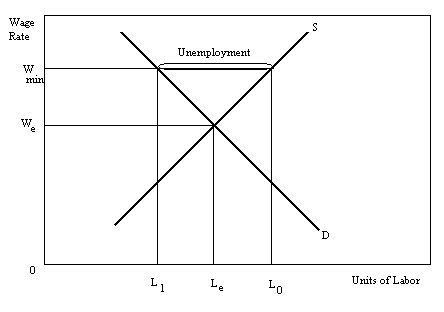 Wage
Rate
S
Unemployment
W
min
We
D
0
L1
Le
L0
Units of Labor